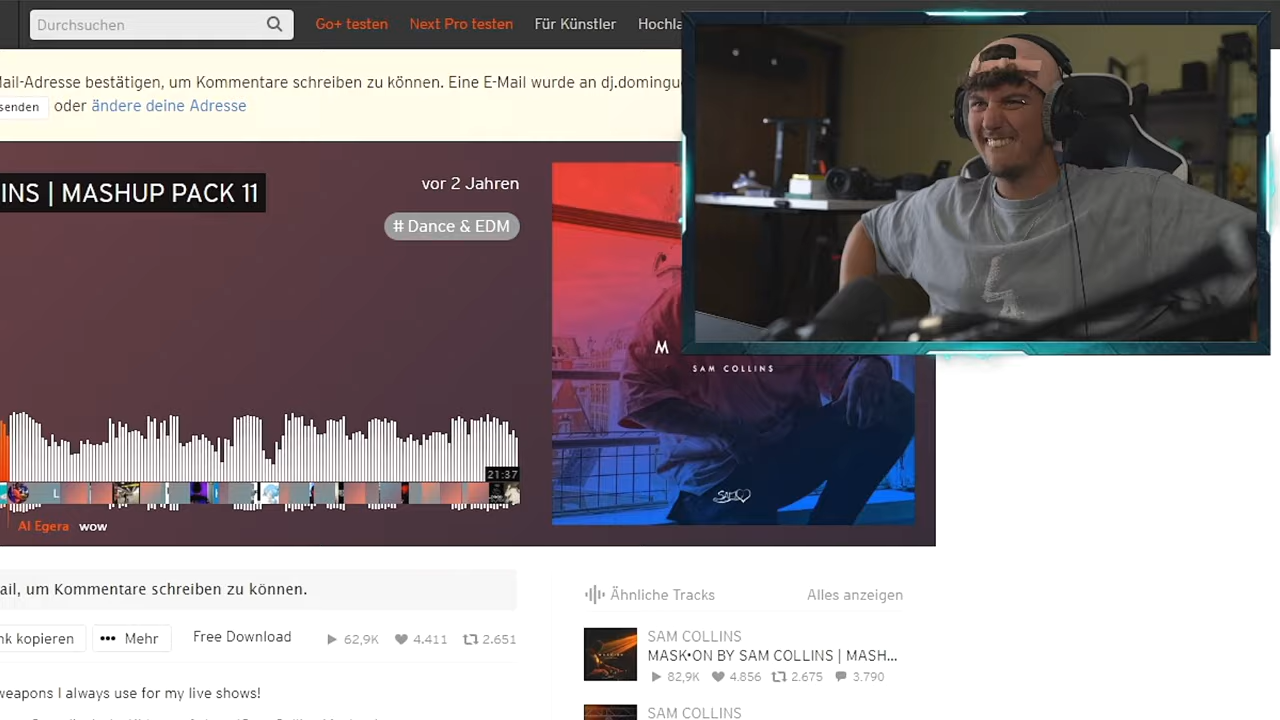 Durchsuchen
Go+ testen
Next Pro testen
Für Künstler
Hochla
Mail-Adresse bestätigen, um Kommentare schreiben zu können. Eine E-Mail wurde an dj.domingu
senden oder ändere deine Adresse
INS | MASHUP PACK 11
vor 2 Jahren
# Dance & EDM
M
SAM COLLINS
21:37
Al Egera wow
ail, um Kommentare schreiben zu können.
nk kopieren
••• Mehr
Free Download
62,9K
4.411
2.651
weapons I always use for my live shows!
Ähnliche Tracks
Alles anzeigen
SAM COLLINS
MASK•ON BY SAM COLLINS | MASH...
82,9K
4.856
2.675
3.790
SAM COLLINS